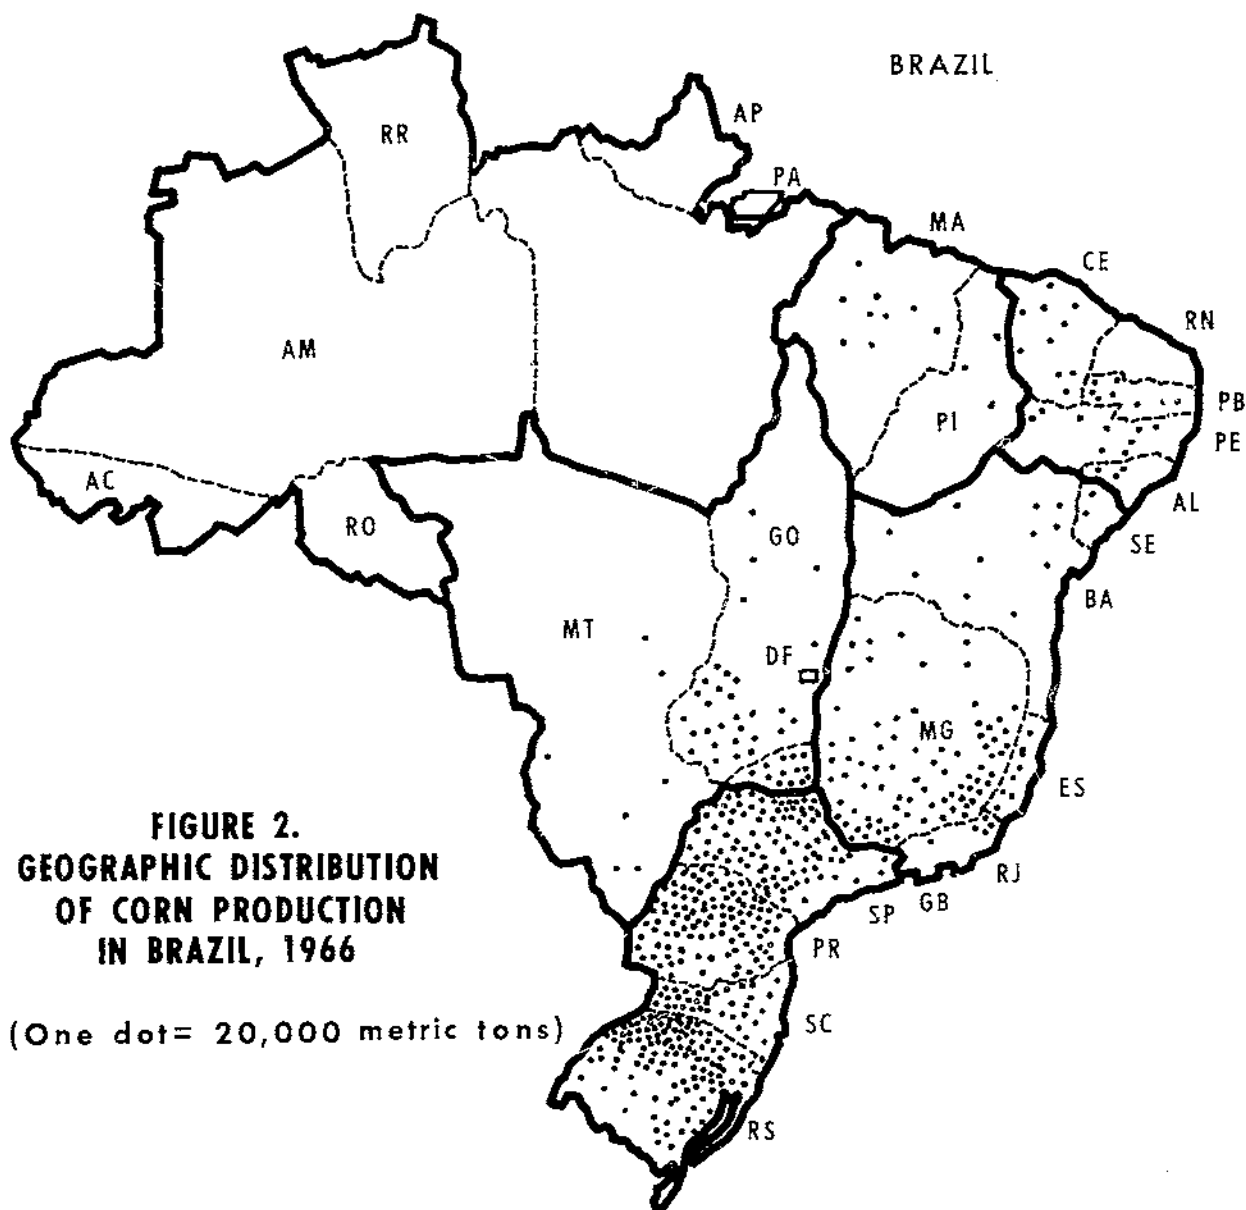 BRAZIL
RR
AP
PA
MA
CE
RN
AM
PI
PB
PE
AC
RO
GO
AL
SE
BA
MT
DF
MG
ES
RJ
GB
SP
PR
SC
RS
FIGURE 2.
GEOGRAPHIC DISTRIBUTION
OF CORN PRODUCTION
IN BRAZIL, 1966
(One dot= 20,000 metric tons)